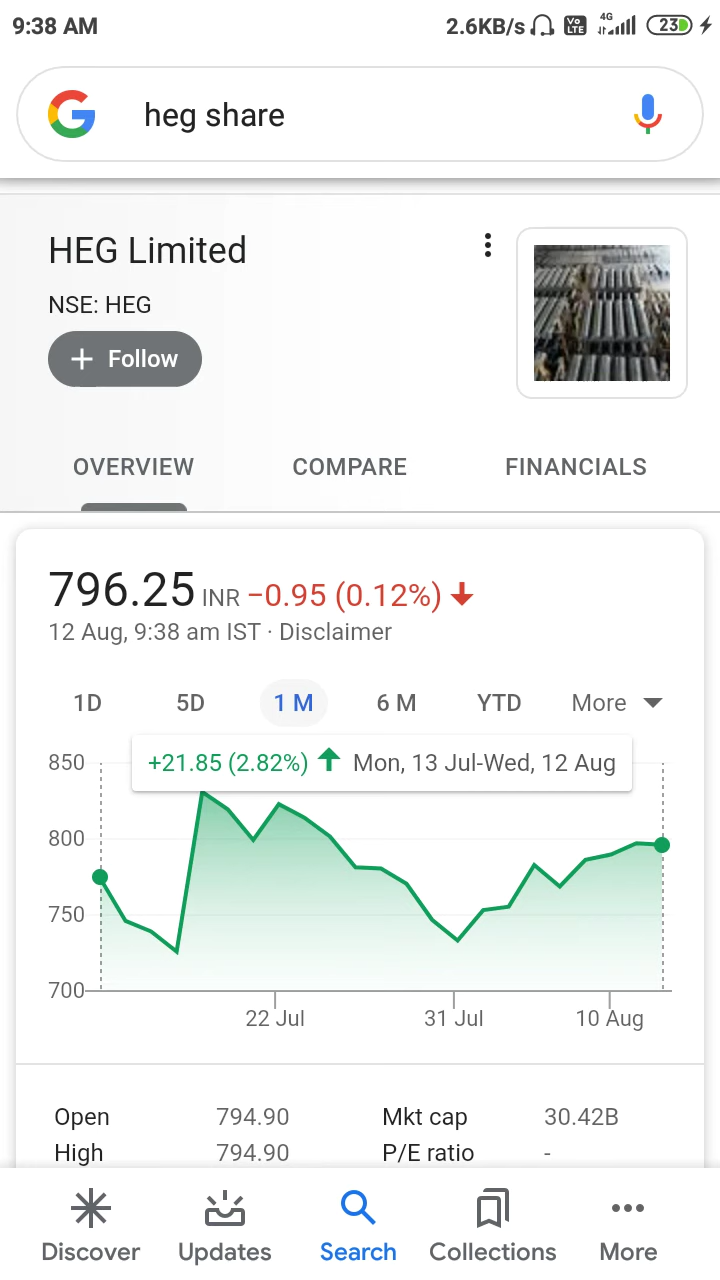 9:38 AM
2.6KB/s Vo LTE 4G 23
heg share
HEG Limited
NSE: HEG
+ Follow
OVERVIEW COMPARE FINANCIALS
796.25 INR −0.95 (0.12%)
12 Aug, 9:38 am IST · Disclaimer
1D 5D 1 M 6 M YTD More
+21.85 (2.82%) Mon, 13 Jul-Wed, 12 Aug
850
800
750
700
22 Jul 31 Jul 10 Aug
Open 794.90 Mkt cap 30.42B
High 794.90 P/E ratio -
Discover Updates Search Collections More